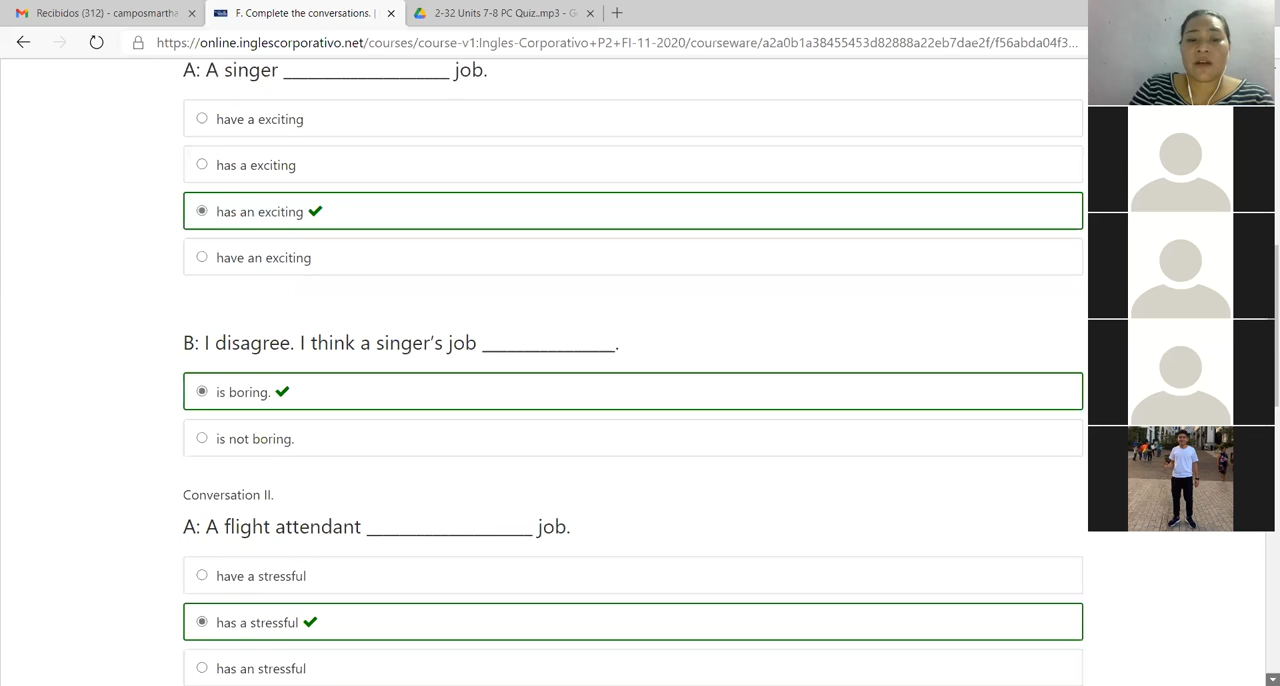 Recibidos (312) - camposmartha
F. Complete the conversations. |
2-32 Units 7-8 PC Quiz..mp3 - G
https://online.inglescorporativo.net/courses/course-v1:Ingles-Corporativo+P2+FI-11-2020/courseware/a2a0b1a38455453d82888a22eb7dae2f/f56abda04f3...
A: A singer ____________________ job.
have a exciting
has a exciting
has an exciting
have an exciting
B: I disagree. I think a singer’s job ________________.
is boring.
is not boring.
Conversation II.
A: A flight attendant ____________________ job.
have a stressful
has a stressful
has an stressful